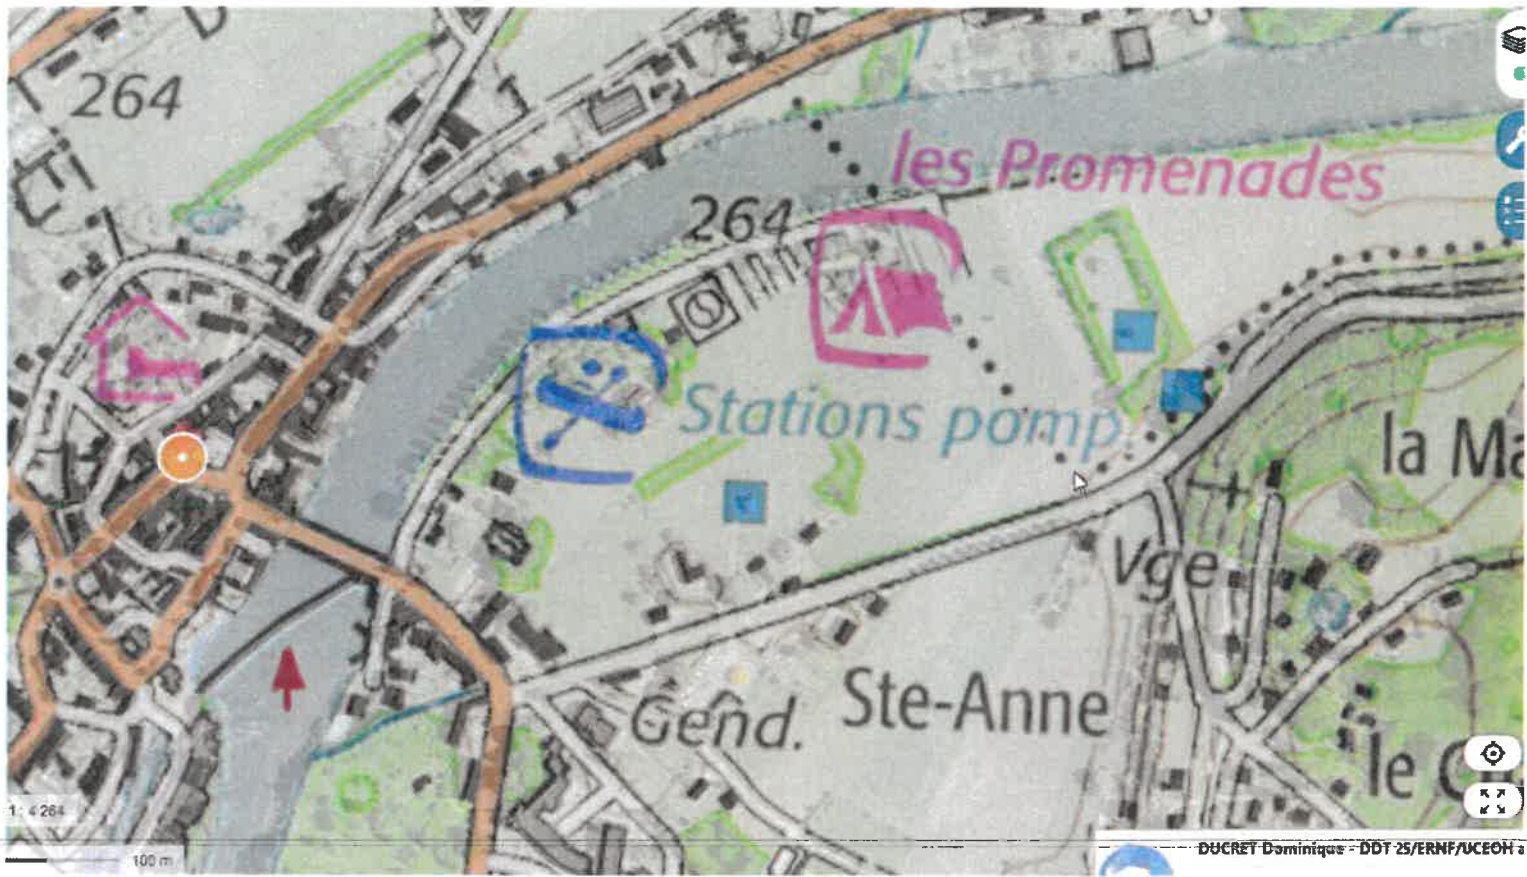 264
les Promenades
264
Stations pomp
la Ma
Vge
Ste-Anne
Gend.
le
1 : 4 264
100 m
DUCRET Dominique - DDT 25/ERNF/UCEOH a